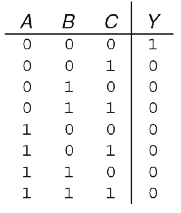 A B C Y
0 0 0 1
0 0 1 0
0 1 0 0
0 1 1 0
1 0 0 0
1 0 1 0
1 1 0 0
1 1 1 0